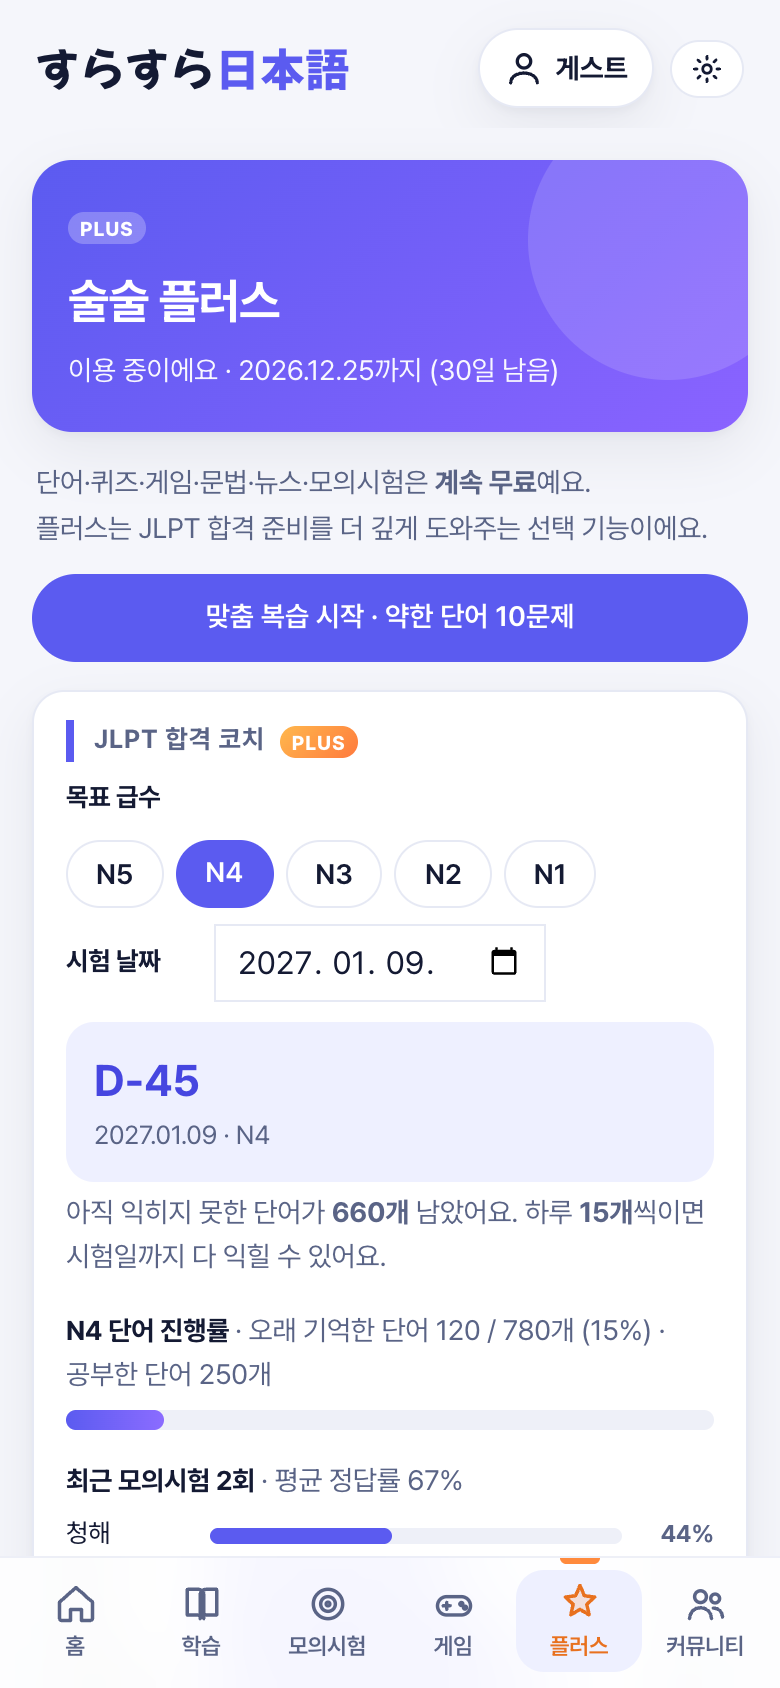 すらすら日本語
게스트
PLUS
술술 플러스
이용 중이에요 · 2026.12.25까지 (30일 남음)
단어·퀴즈·게임·문법·뉴스·모의시험은 계속 무료예요.
플러스는 JLPT 합격 준비를 더 깊게 도와주는 선택 기능이에요.
맞춤 복습 시작 · 약한 단어 10문제
JLPT 합격 코치 PLUS
목표 급수
N5 N4 N3 N2 N1
시험 날짜 2027. 01. 09.
D-45
2027.01.09 · N4
아직 익히지 못한 단어가 660개 남았어요. 하루 15개씩이면
시험일까지 다 익힐 수 있어요.
N4 단어 진행률 · 오래 기억한 단어 120 / 780개 (15%) ·
공부한 단어 250개
최근 모의시험 2회 · 평균 정답률 67%
청해 44%
홈 학습 모의시험 게임 플러스 커뮤니티